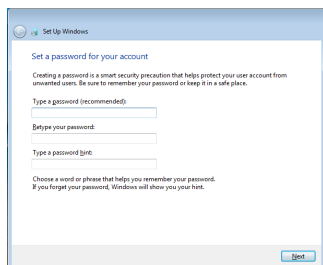 Set Up Windows
Set a password for your account
Creating a password is a smart security precaution that helps protect your user account from
unwanted users. Be sure to remember your password or keep it in a safe place.
Type a password (recommended):
Retype your password:
Type a password hint:
Choose a word or phrase that helps you remember your password.
If you forget your password, Windows will show you your hint.
Next